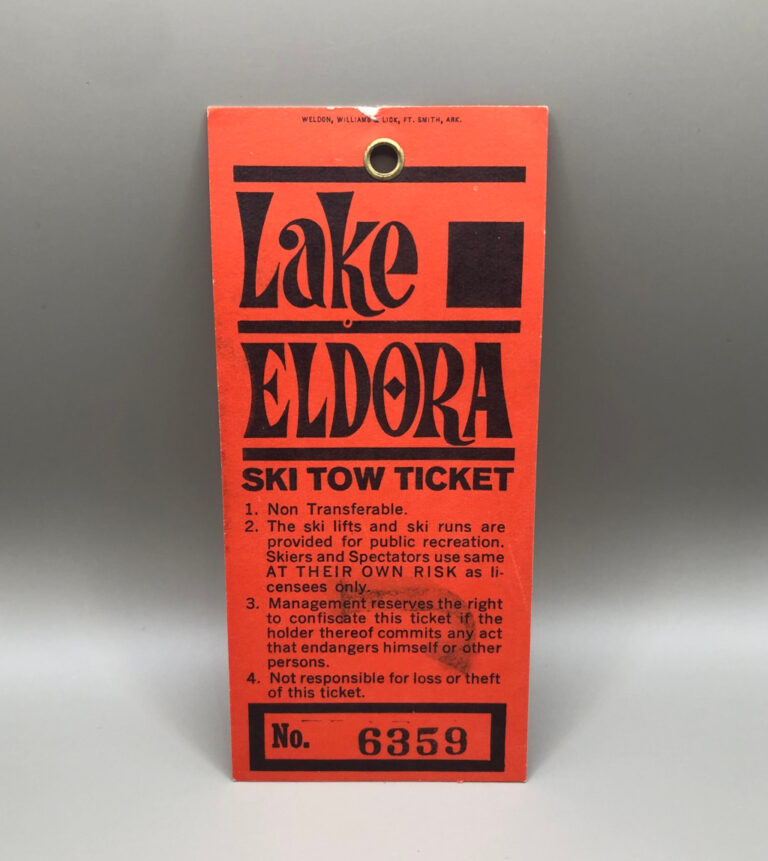 WELDON, WILLIAMS & LICK, FT. SMITH, ARK.
Lake
ELDORA
SKI TOW TICKET
1. Non Transferable.
2. The ski lifts and ski runs are
provided for public recreation.
Skiers and Spectators use same
AT THEIR OWN RISK as li-
censees only.
3. Management reserves the right
to confiscate this ticket if the
holder thereof commits any act
that endangers himself or other
persons.
4. Not responsible for loss or theft
of this ticket.
No. 6359